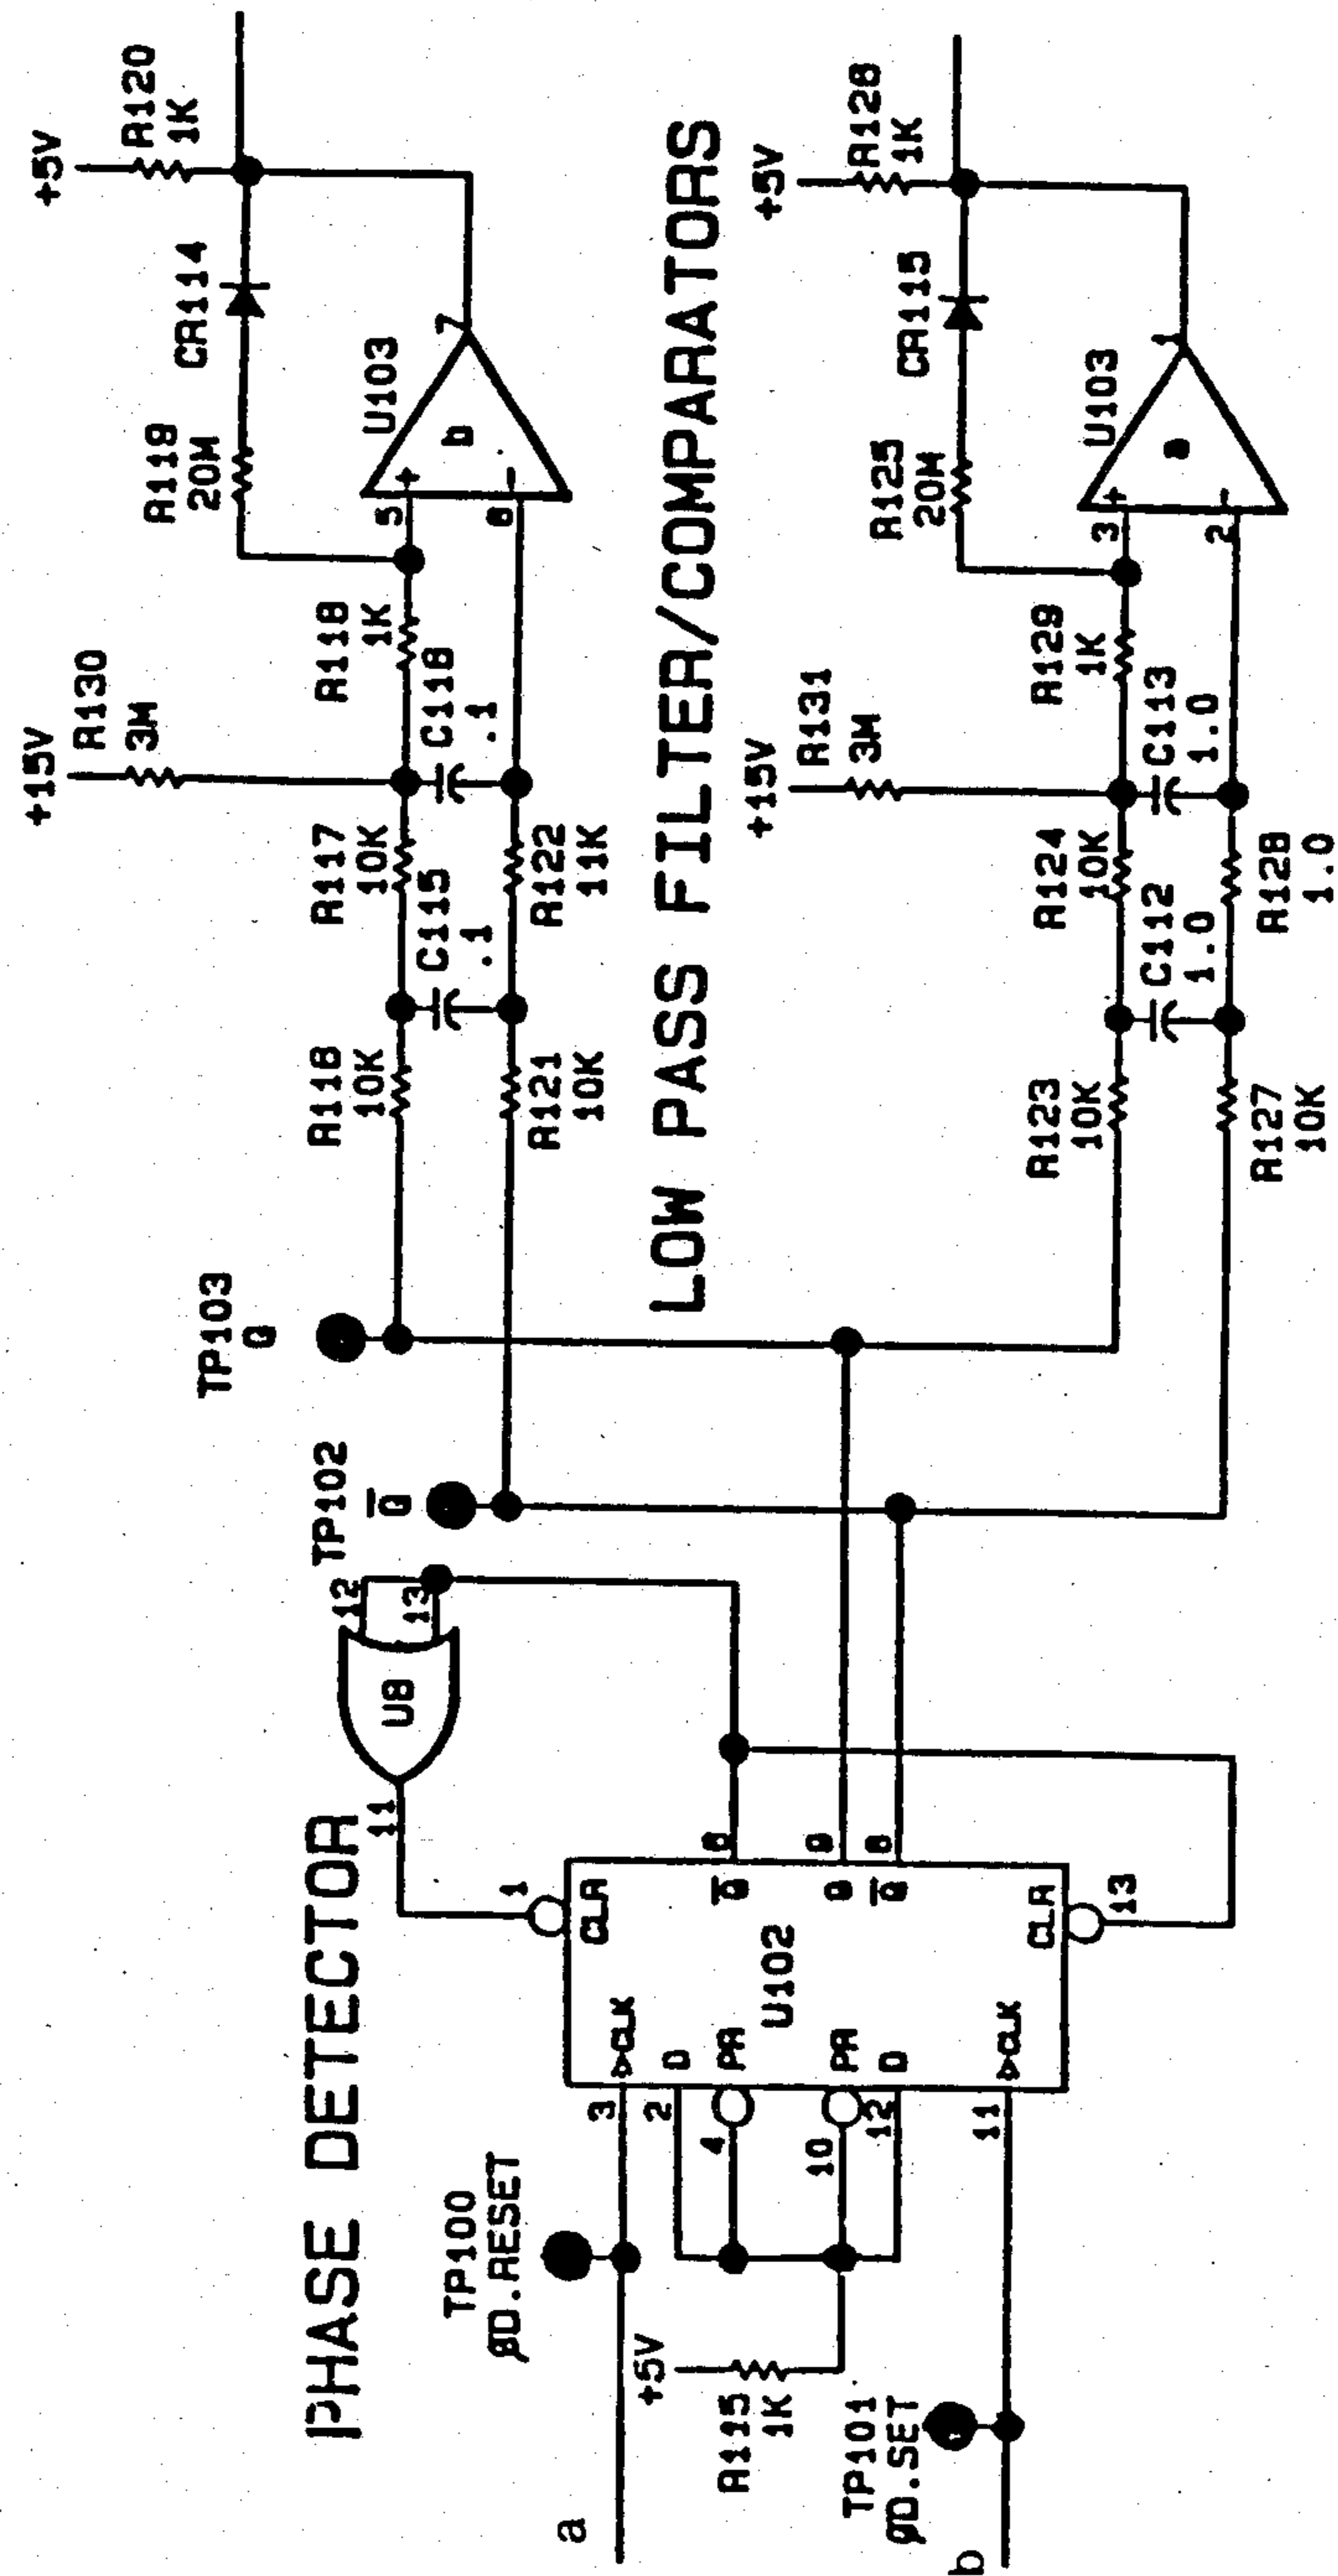 PHASE DETECTOR
a
b
TP100
ØD.RESET
+5V
R115
1K
TP101
ØD.SET
3
2
4
10
12
11
▷CLK
D
PR
PR
D
▷CLK
U102
CLR
1
Q̅
Q
Q̅
CLR
13
6
9
8
11
U8
12
13
TP102
Q̅
TP103
Q
LOW PASS FILTER/COMPARATORS
R116
10K
C115
.1
R121
10K
R117
10K
R122
11K
+15V
R130
3M
C116
.1
R118
1K
5
6
+
-
b
U103
7
R119
20M
CR114
+5V
R120
1K
R123
10K
R127
10K
C112
1.0
R124
10K
R128
1.0
+15V
R131
3M
C113
1.0
R129
1K
3
2
+
-
a
U103
1
R125
20M
CR115
+5V
R126
1K